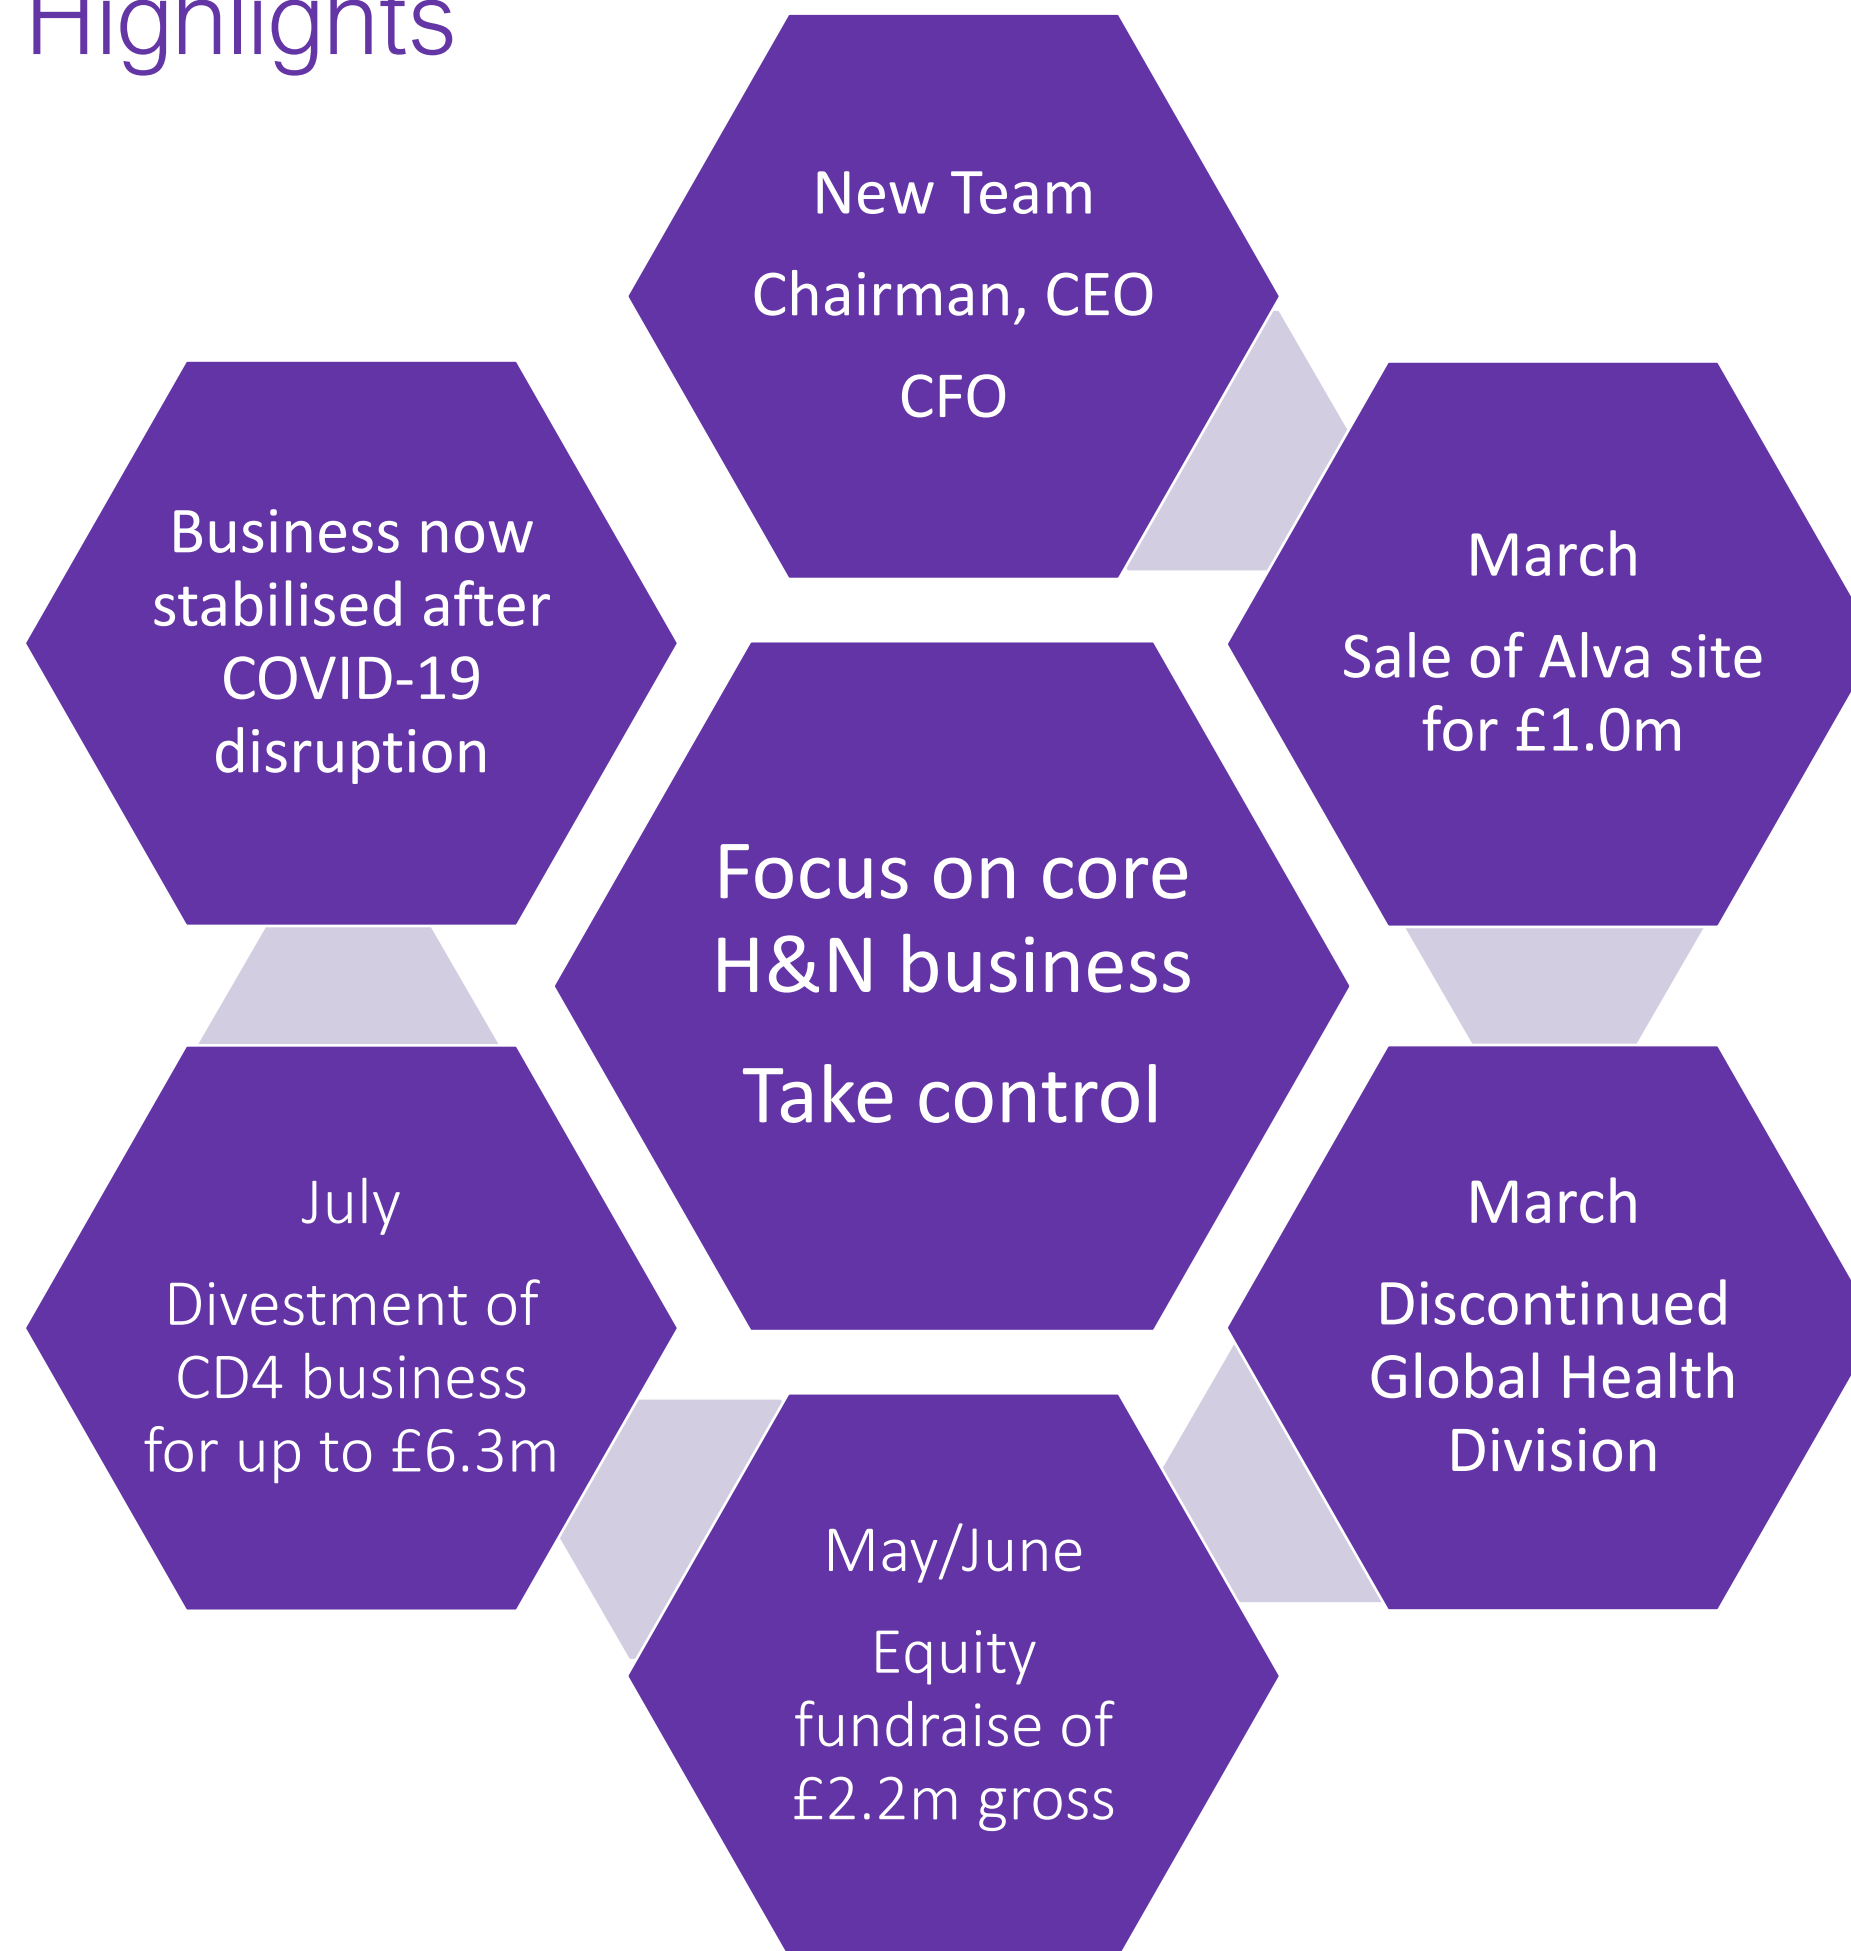 Highlights
New Team
Chairman, CEO
CFO
March
Sale of Alva site
for £1.0m
March
Discontinued
Global Health
Division
May/June
Equity
fundraise of
£2.2m gross
July
Divestment of
CD4 business
for up to £6.3m
Business now
stabilised after
COVID-19
disruption
Focus on core
H&N business
Take control